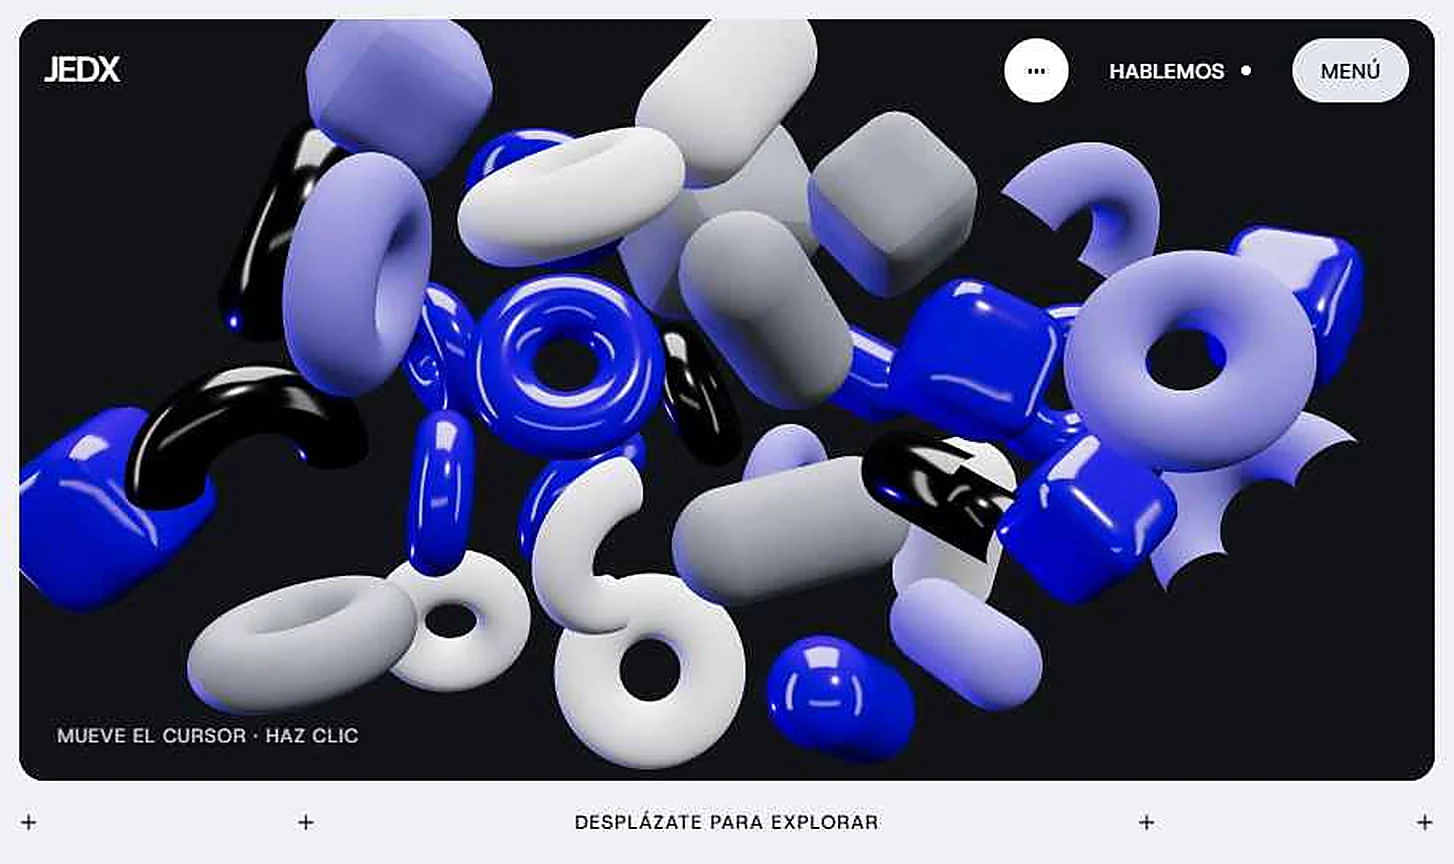 JEDX
HABLEMOS
MENÚ
MUEVE EL CURSOR · HAZ CLIC
DESPLÁZATE PARA EXPLORAR